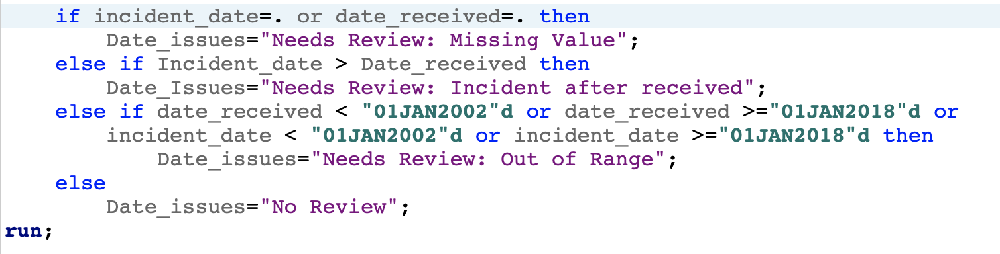 if incident_date=. or date_received=. then
Date_issues="Needs Review: Missing Value";
else if Incident_date > Date_received then
Date_Issues="Needs Review: Incident after received";
else if date_received < "01JAN2002"d or date_received >="01JAN2018"d or
incident_date < "01JAN2002"d or incident_date >="01JAN2018"d then
Date_issues="Needs Review: Out of Range";
else
Date_issues="No Review";
run;